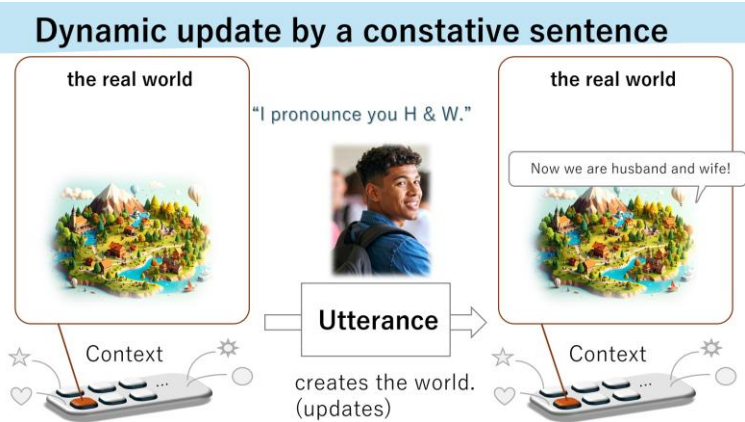 Dynamic update by a constative sentence
the real world
"I pronounce you H & W."
the real world
Now we are husband and wife!
Utterance
Context
...
creates the world.
(updates)
Context
...